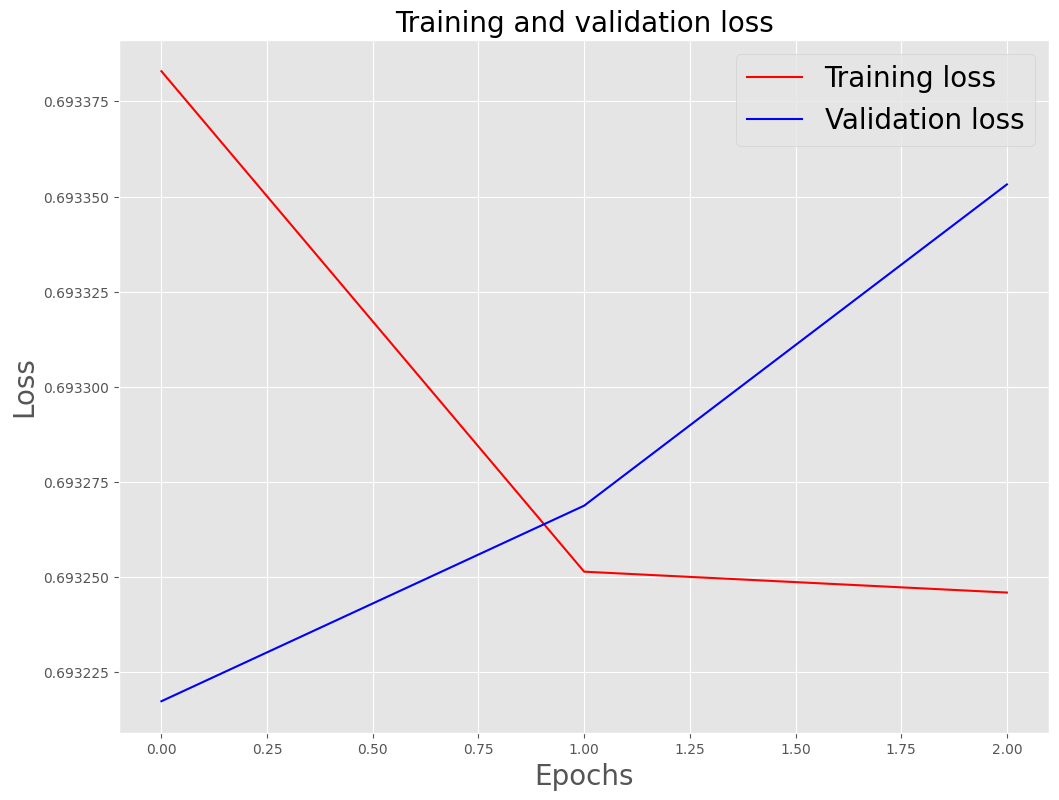 Training and validation loss
Training loss
Validation loss
0.693375
0.693350
0.693325
0.693300
0.693275
0.693250
0.693225
Loss
0.00 0.25 0.50 0.75 1.00 1.25 1.50 1.75 2.00
Epochs